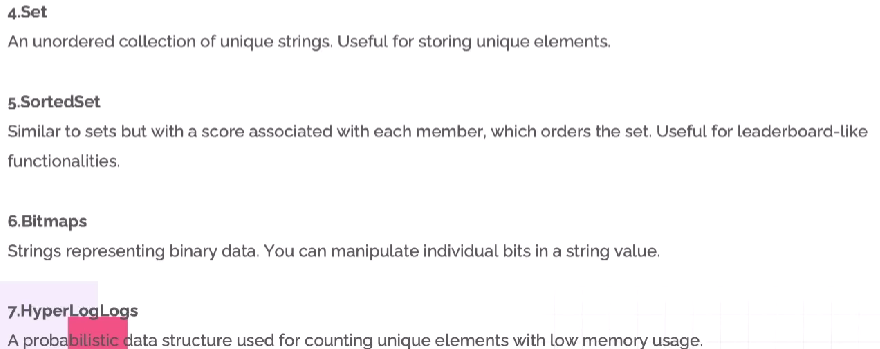 4.Set
An unordered collection of unique strings. Useful for storing unique elements.
5.SortedSet
Similar to sets but with a score associated with each member, which orders the set. Useful for leaderboard-like
functionalities.
6.Bitmaps
Strings representing binary data. You can manipulate individual bits in a string value.
7.HyperLogLogs
A probabilistic data structure used for counting unique elements with low memory usage.